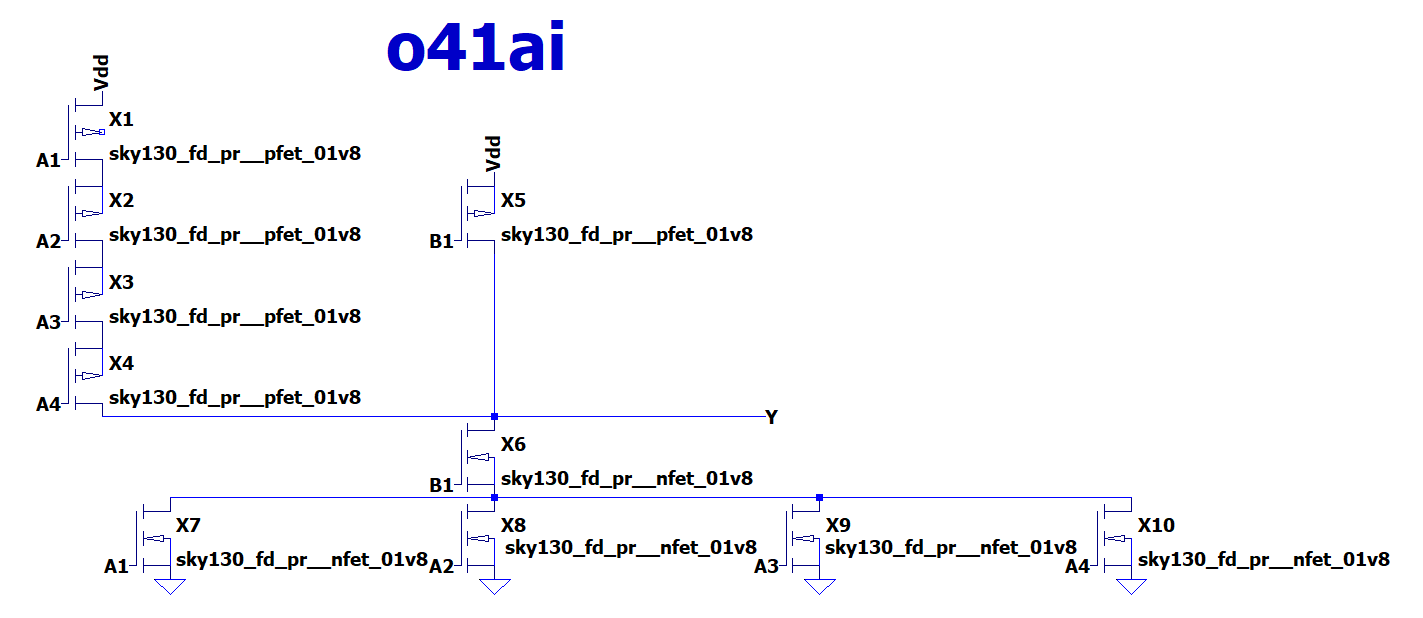 o41ai
Vdd
X1
A1
sky130_fd_pr__pfet_01v8
Vdd
X2
X5
A2
sky130_fd_pr__pfet_01v8
B1
sky130_fd_pr__pfet_01v8
X3
A3
sky130_fd_pr__pfet_01v8
X4
A4
sky130_fd_pr__pfet_01v8
Y
X6
B1
sky130_fd_pr__nfet_01v8
X7
X8
X9
X10
A1
sky130_fd_pr__nfet_01v8
A2
sky130_fd_pr__nfet_01v8
A3
sky130_fd_pr__nfet_01v8
A4
sky130_fd_pr__nfet_01v8